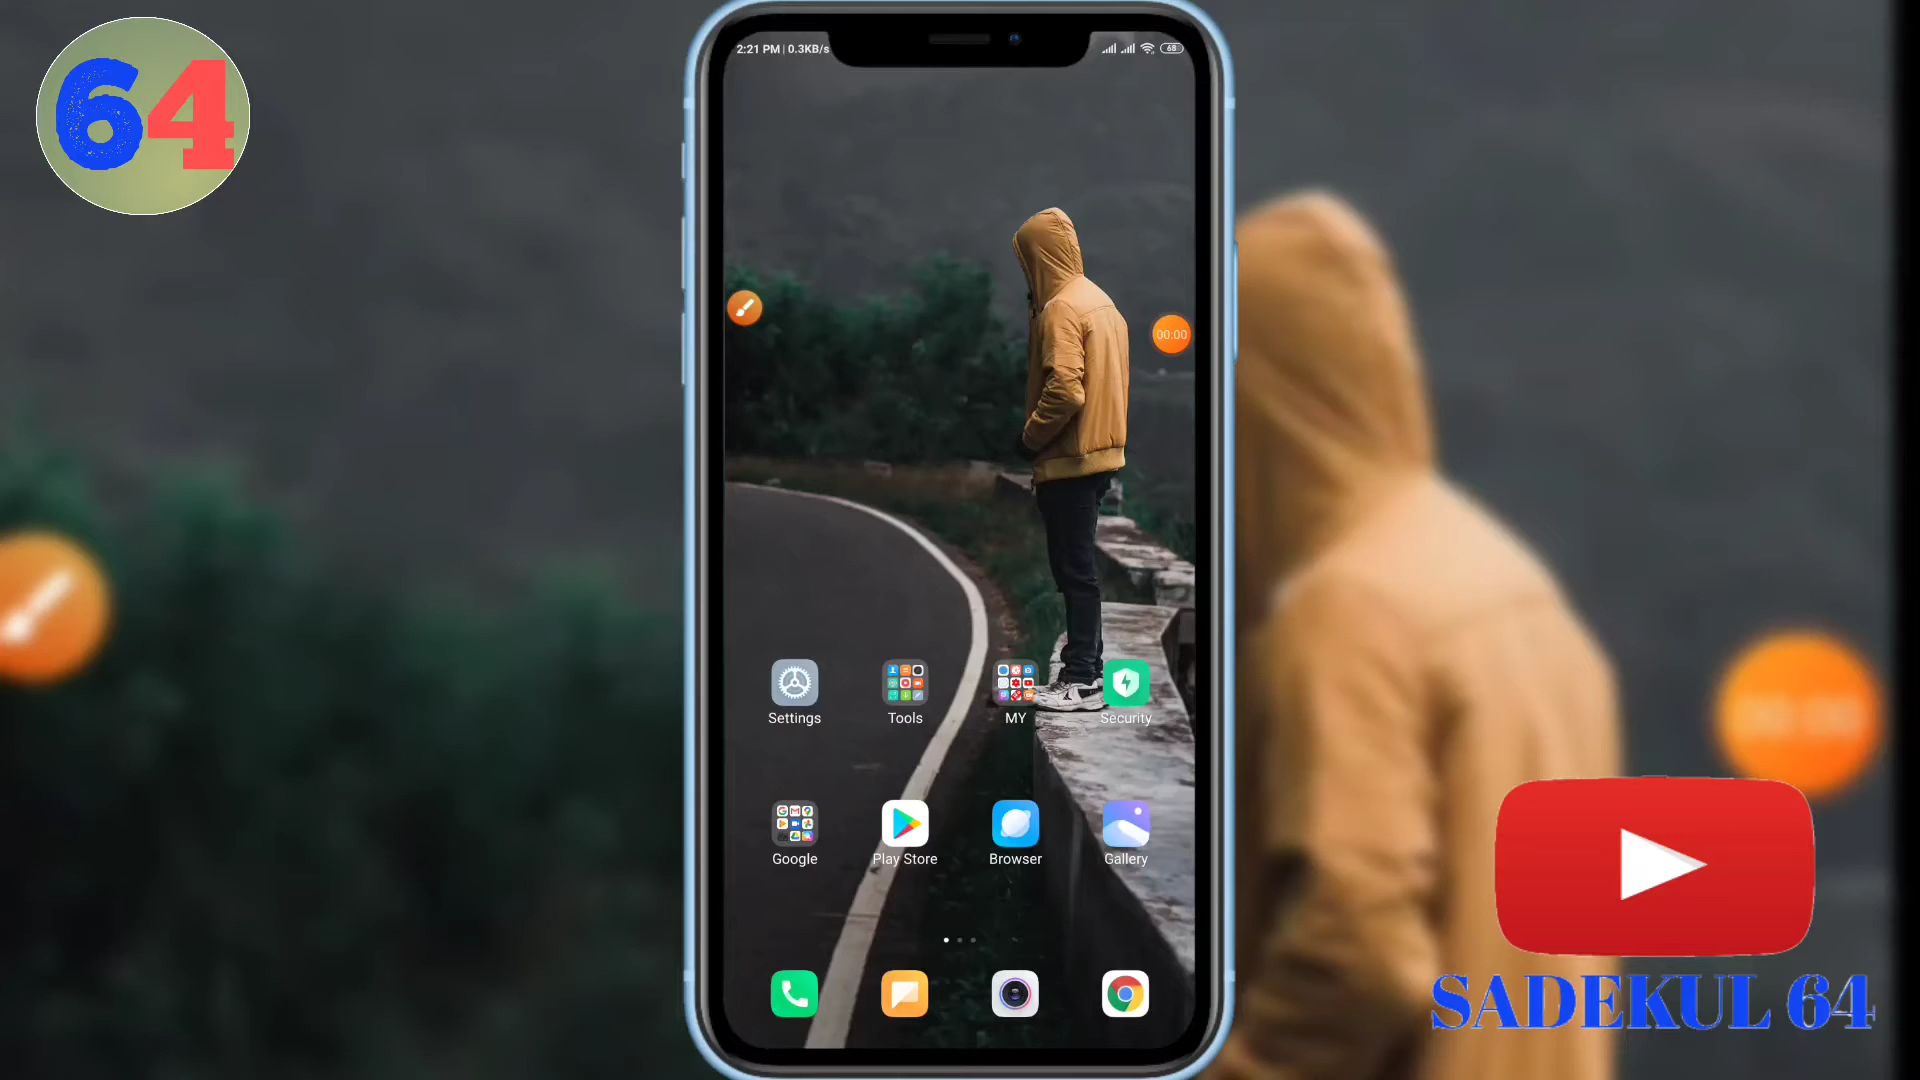 64
2:21 PM | 0.3KB/s
68
00:00
Settings
Tools
MY
Security
Google
Play Store
Browser
Gallery
SADEKUL 64